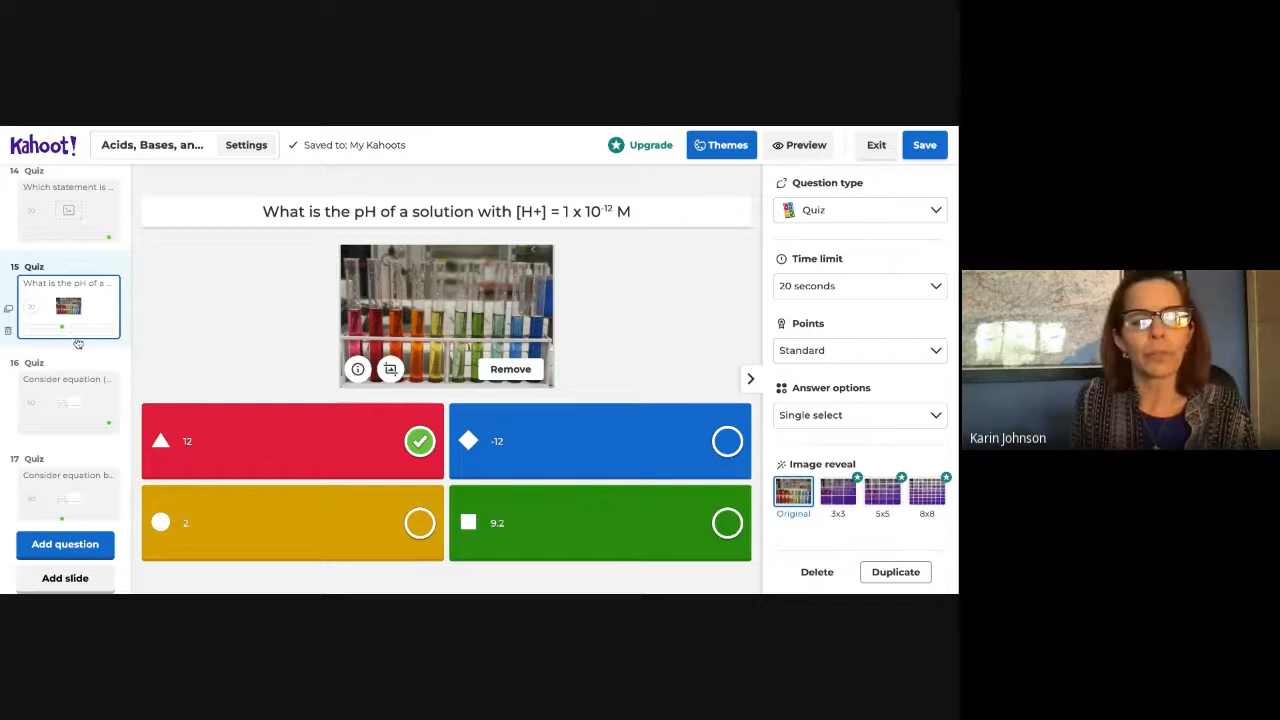 Kahoot!
Acids, Bases, an...
Settings
Saved to: My Kahoots
Upgrade
Themes
Preview
Exit
Save
14 Quiz
Which statement is ...
20
15 Quiz
What is the pH of a ...
20
16 Quiz
Consider equation (...
60
17 Quiz
Consider equation b...
Add question
Add slide
What is the pH of a solution with [H+] = 1 x 10⁻¹² M
Remove
12
-12
2
9.2
Question type
Quiz
Time limit
20 seconds
Points
Standard
Answer options
Single select
Image reveal
Original
3x3
5x5
8x8
Delete
Duplicate
Karin Johnson